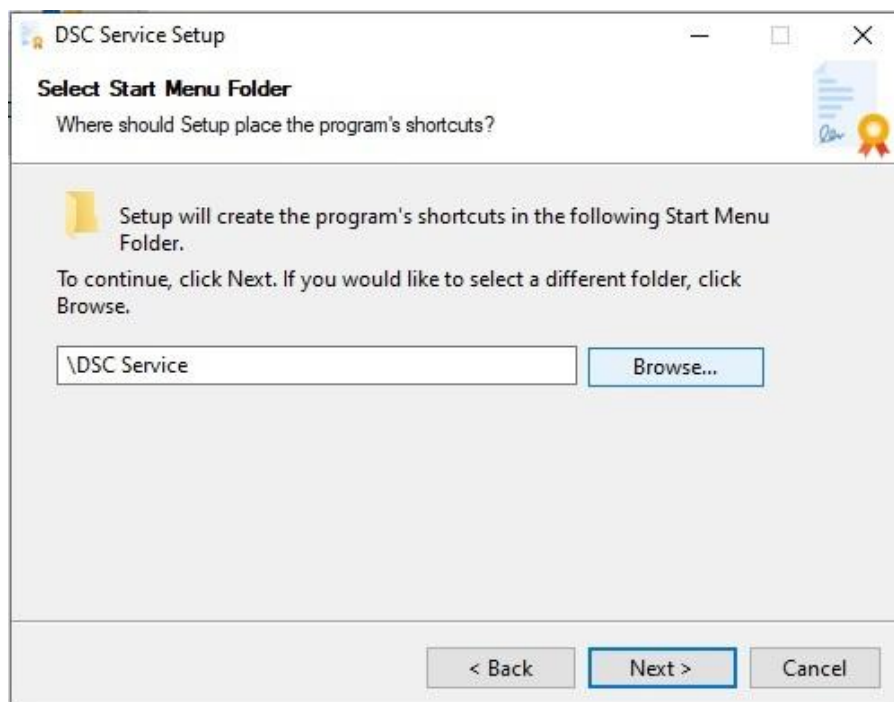 DSC Service Setup
Select Start Menu Folder
Where should Setup place the program's shortcuts?
Setup will create the program's shortcuts in the following Start Menu
Folder.
To continue, click Next. If you would like to select a different folder, click
Browse.
\DSC Service
Browse...
< Back
Next >
Cancel